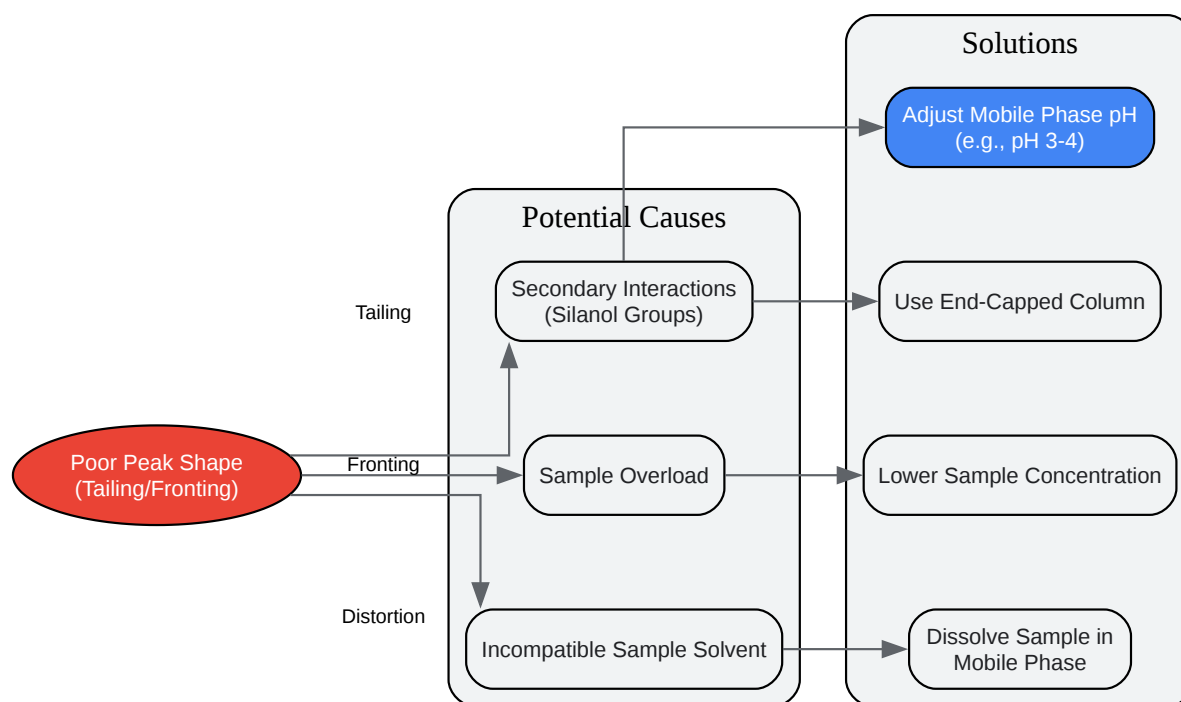 Solutions
Adjust Mobile Phase pH
(e.g., pH 3-4)
Potential Causes
Secondary Interactions
(Silanol Groups)
Tailing
Use End-Capped Column
Poor Peak Shape
(Tailing/Fronting)
Fronting
Sample Overload
Lower Sample Concentration
Distortion
Incompatible Sample Solvent
Dissolve Sample in
Mobile Phase